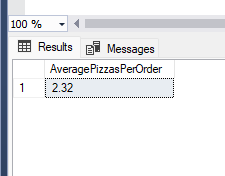 100 %
Results Messages
AveragePizzasPerOrder
1 2.32